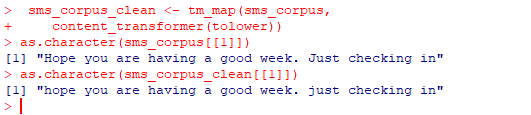 >  sms_corpus_clean <- tm_map(sms_corpus,
+    content_transformer(tolower))
> as.character(sms_corpus[[1]])
[1] "Hope you are having a good week. Just checking in"
> as.character(sms_corpus_clean[[1]])
[1] "hope you are having a good week. just checking in"
>